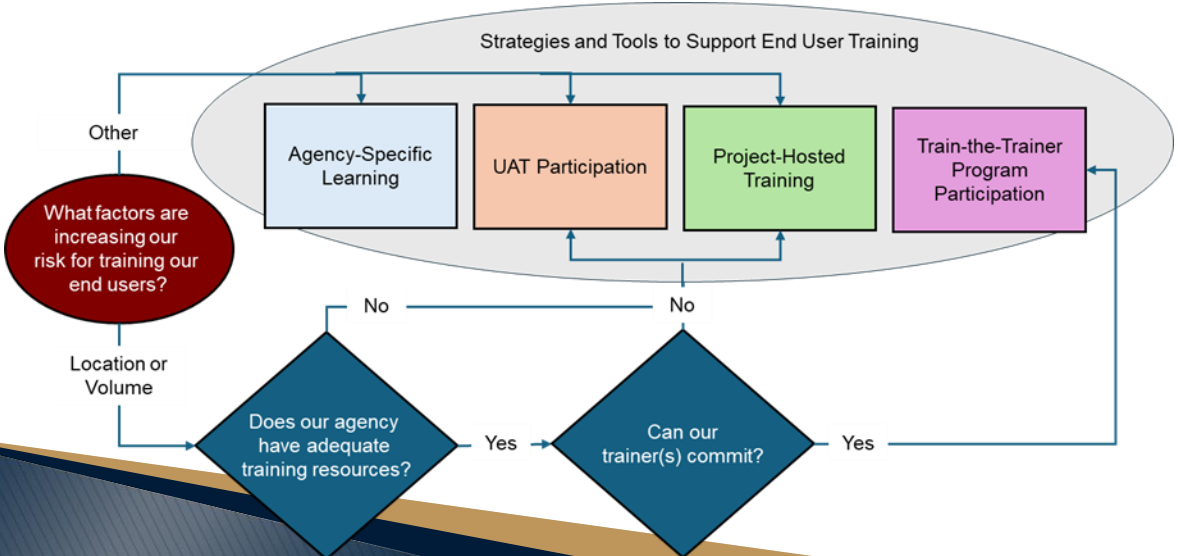 Strategies and Tools to Support End User Training
Other
Agency-Specific
Learning
UAT Participation
Project-Hosted
Training
Train-the-Trainer
Program
Participation
What factors are
increasing our
risk for training our
end users?
No
No
Location or
Volume
Does our agency
have adequate
training resources?
Yes
Can our
trainer(s) commit?
Yes